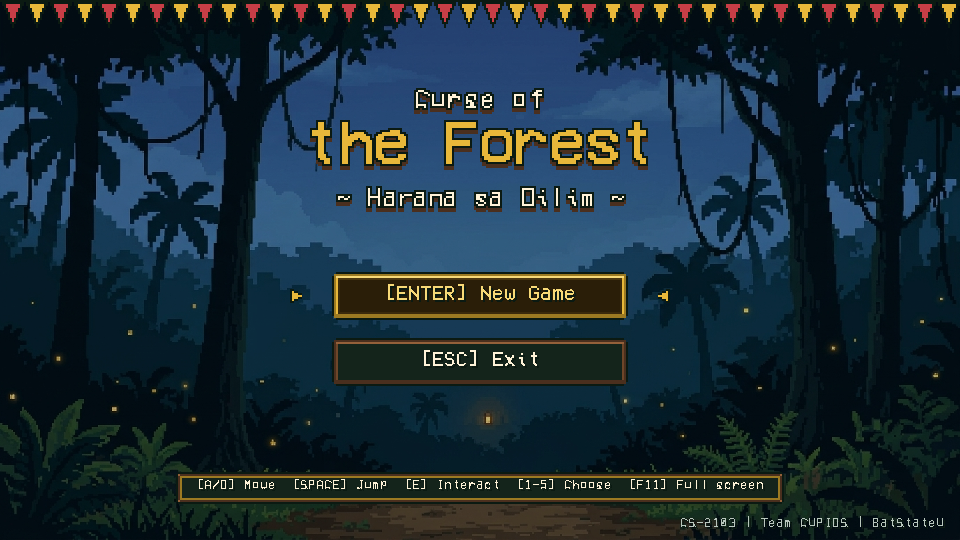 Curse of
the Forest
~ Harana sa Dilim ~
[ENTER] New Game
[ESC] Exit
[A/D] Move [SPACE] Jump [E] Interact [1-5] Choose [F11] Full screen
CS-2103 | Team CUPIDS | BatStateU